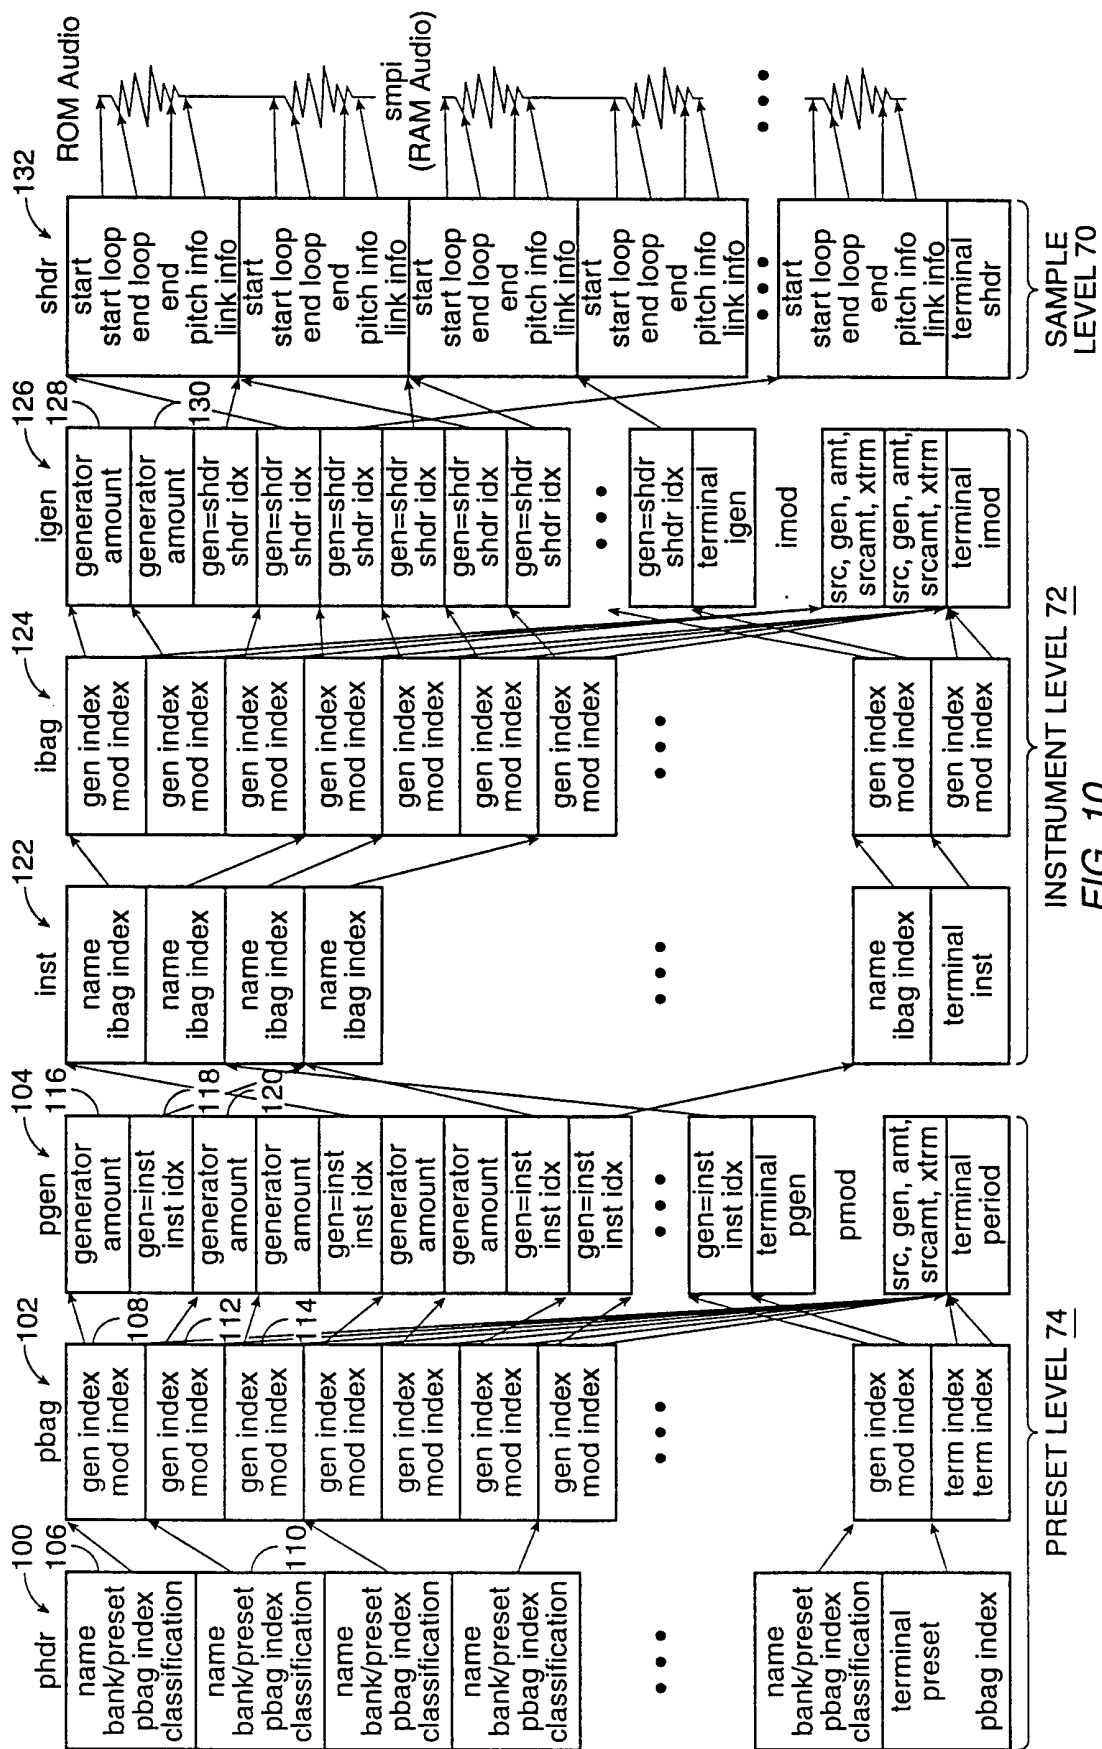 phdr
100
106
name
bank/preset
pbag index
classification
name
bank/preset
pbag index
classification
110
name
bank/preset
pbag index
classification
name
bank/preset
pbag index
classification
name
bank/preset
pbag index
classification
terminal
preset
pbag index
pbag
102
108
gen index
mod index
gen index
mod index
112
gen index
mod index
114
gen index
mod index
gen index
mod index
gen index
mod index
gen index
mod index
gen index
mod index
term index
term index
pgen
104
116
generator
amount
gen=inst
inst idx
118
generator
amount
120
generator
amount
gen=inst
inst idx
generator
amount
generator
amount
gen=inst
inst idx
gen=inst
inst idx
gen=inst
inst idx
terminal
pgen
pmod
src, gen, amt,
srcamt, xtrm
terminal
period
PRESET LEVEL 74
inst
122
name
ibag index
name
ibag index
name
ibag index
name
ibag index
name
ibag index
terminal
inst
ibag
124
gen index
mod index
gen index
mod index
gen index
mod index
gen index
mod index
gen index
mod index
gen index
mod index
gen index
mod index
gen index
mod index
gen index
mod index
igen
126
128
generator
amount
generator
amount
130
gen=shdr
shdr idx
gen=shdr
shdr idx
gen=shdr
shdr idx
gen=shdr
shdr idx
gen=shdr
shdr idx
gen=shdr
shdr idx
gen=shdr
shdr idx
terminal
igen
imod
src, gen, amt,
srcamt, xtrm
src, gen, amt,
srcamt, xtrm
terminal
imod
INSTRUMENT LEVEL 72
shdr
132
start
start loop
end loop
end
pitch info
link info
start
start loop
end loop
end
pitch info
link info
start
start loop
end loop
end
pitch info
link info
start
start loop
end loop
end
pitch info
link info
start
start loop
end loop
end
pitch info
link info
terminal
shdr
SAMPLE
LEVEL 70
ROM Audio
smpi
(RAM Audio)
FIG. 10